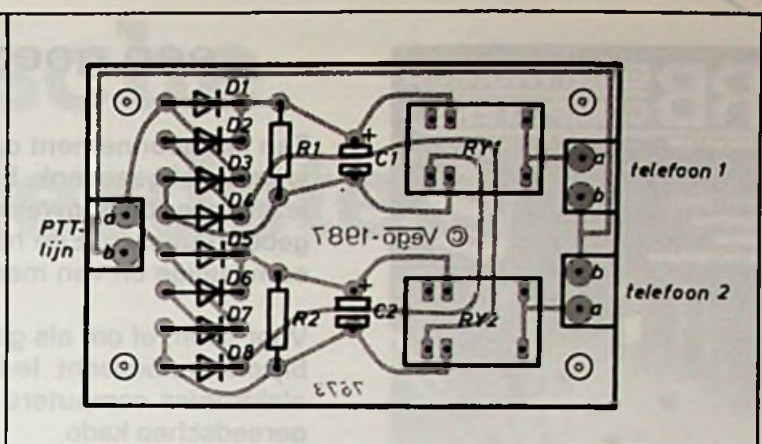 D1
D2
D3
D4
D5
D6
D7
D8
R1
R2
+
C1
+
C2
RY1
RY2
PTT-
lijn
a
b
© Vego-1987
a
b
telefoon 1
b
a
telefoon 2